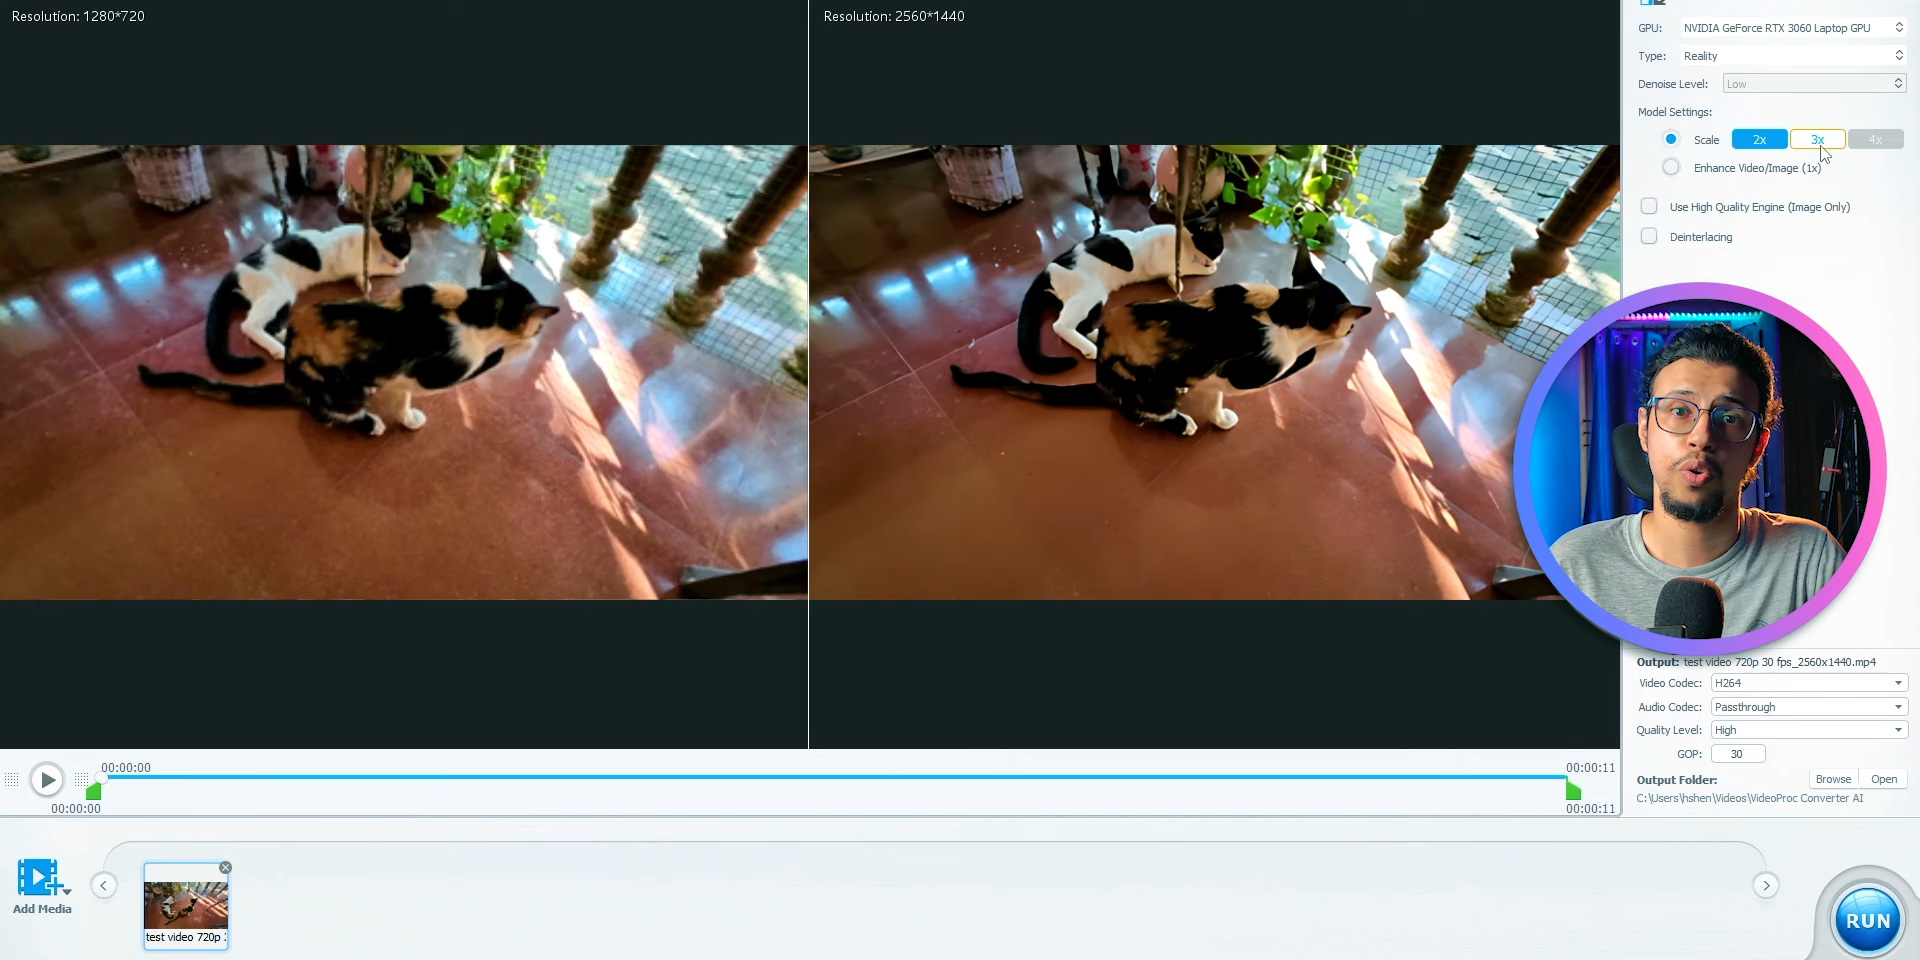 Resolution: 1280*720
Resolution: 2560*1440
GPU: NVIDIA GeForce RTX 3060 Laptop GPU
Type: Reality
Denoise Level: Low
Model Settings:
Scale 2x 3x 4x
Enhance Video/Image (1x)
Use High Quality Engine (Image Only)
Deinterlacing
Output: test video 720p 30 fps_2560x1440.mp4
Video Codec: H264
Audio Codec: Passthrough
Quality Level: High
GOP: 30
Output Folder: Browse Open
C:\Users\hshen\Videos\VideoProc Converter AI
00:00:00 00:00:11
00:00:00 00:00:11
Add Media
test video 720p
RUN